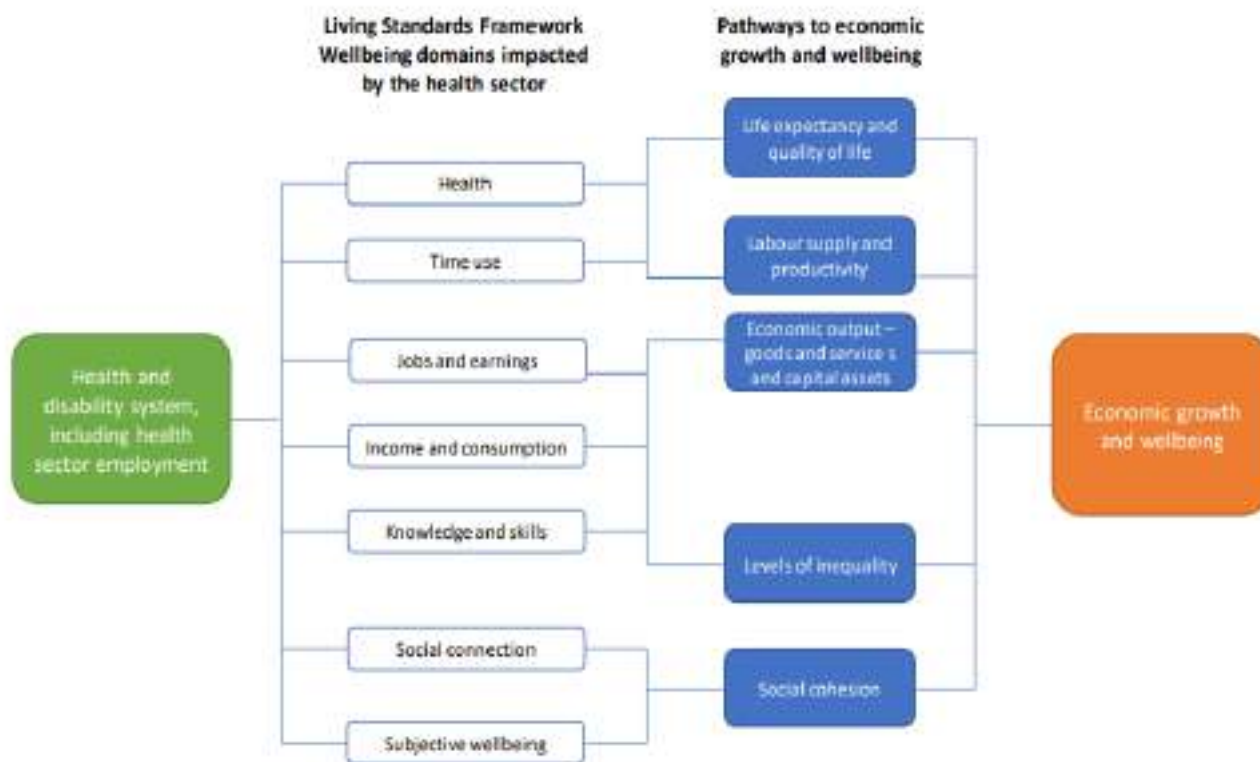 Living Standards Framework
Wellbeing domains impacted
by the health sector
Pathways to economic
growth and wellbeing
Health and
disability system,
including health
sector employment
Health
Time use
Jobs and earnings
Income and consumption
Knowledge and skills
Social connection
Subjective wellbeing
Life expectancy and
quality of life
Labour supply and
productivity
Economic output –
goods and service s
and capital assets
Levels of inequality
Social cohesion
Economic growth
and wellbeing